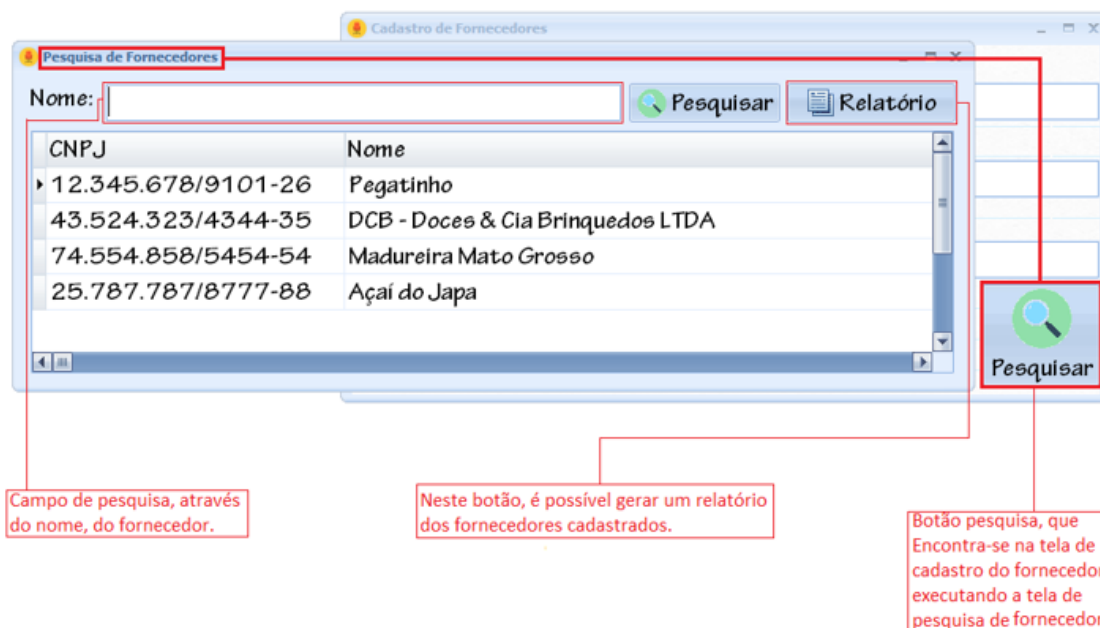 Cadastro de Fornecedores
Pesquisa de Fornecedores
Nome:
Pesquisar
Relatório
CNPJ Nome
12.345.678/9101-26 Pegatinho
43.524.323/4344-35 DCB - Doces & Cia Brinquedos LTDA
74.554.858/5454-54 Madureira Mato Grosso
25.787.787/8777-88 Açaí do Japa
Pesquisar
Campo de pesquisa, através
do nome, do fornecedor.
Neste botão, é possível gerar um relatório
dos fornecedores cadastrados.
Botão pesquisa, que
Encontra-se na tela de
cadastro do fornecedor
executando a tela de
pesquisa de fornecedor